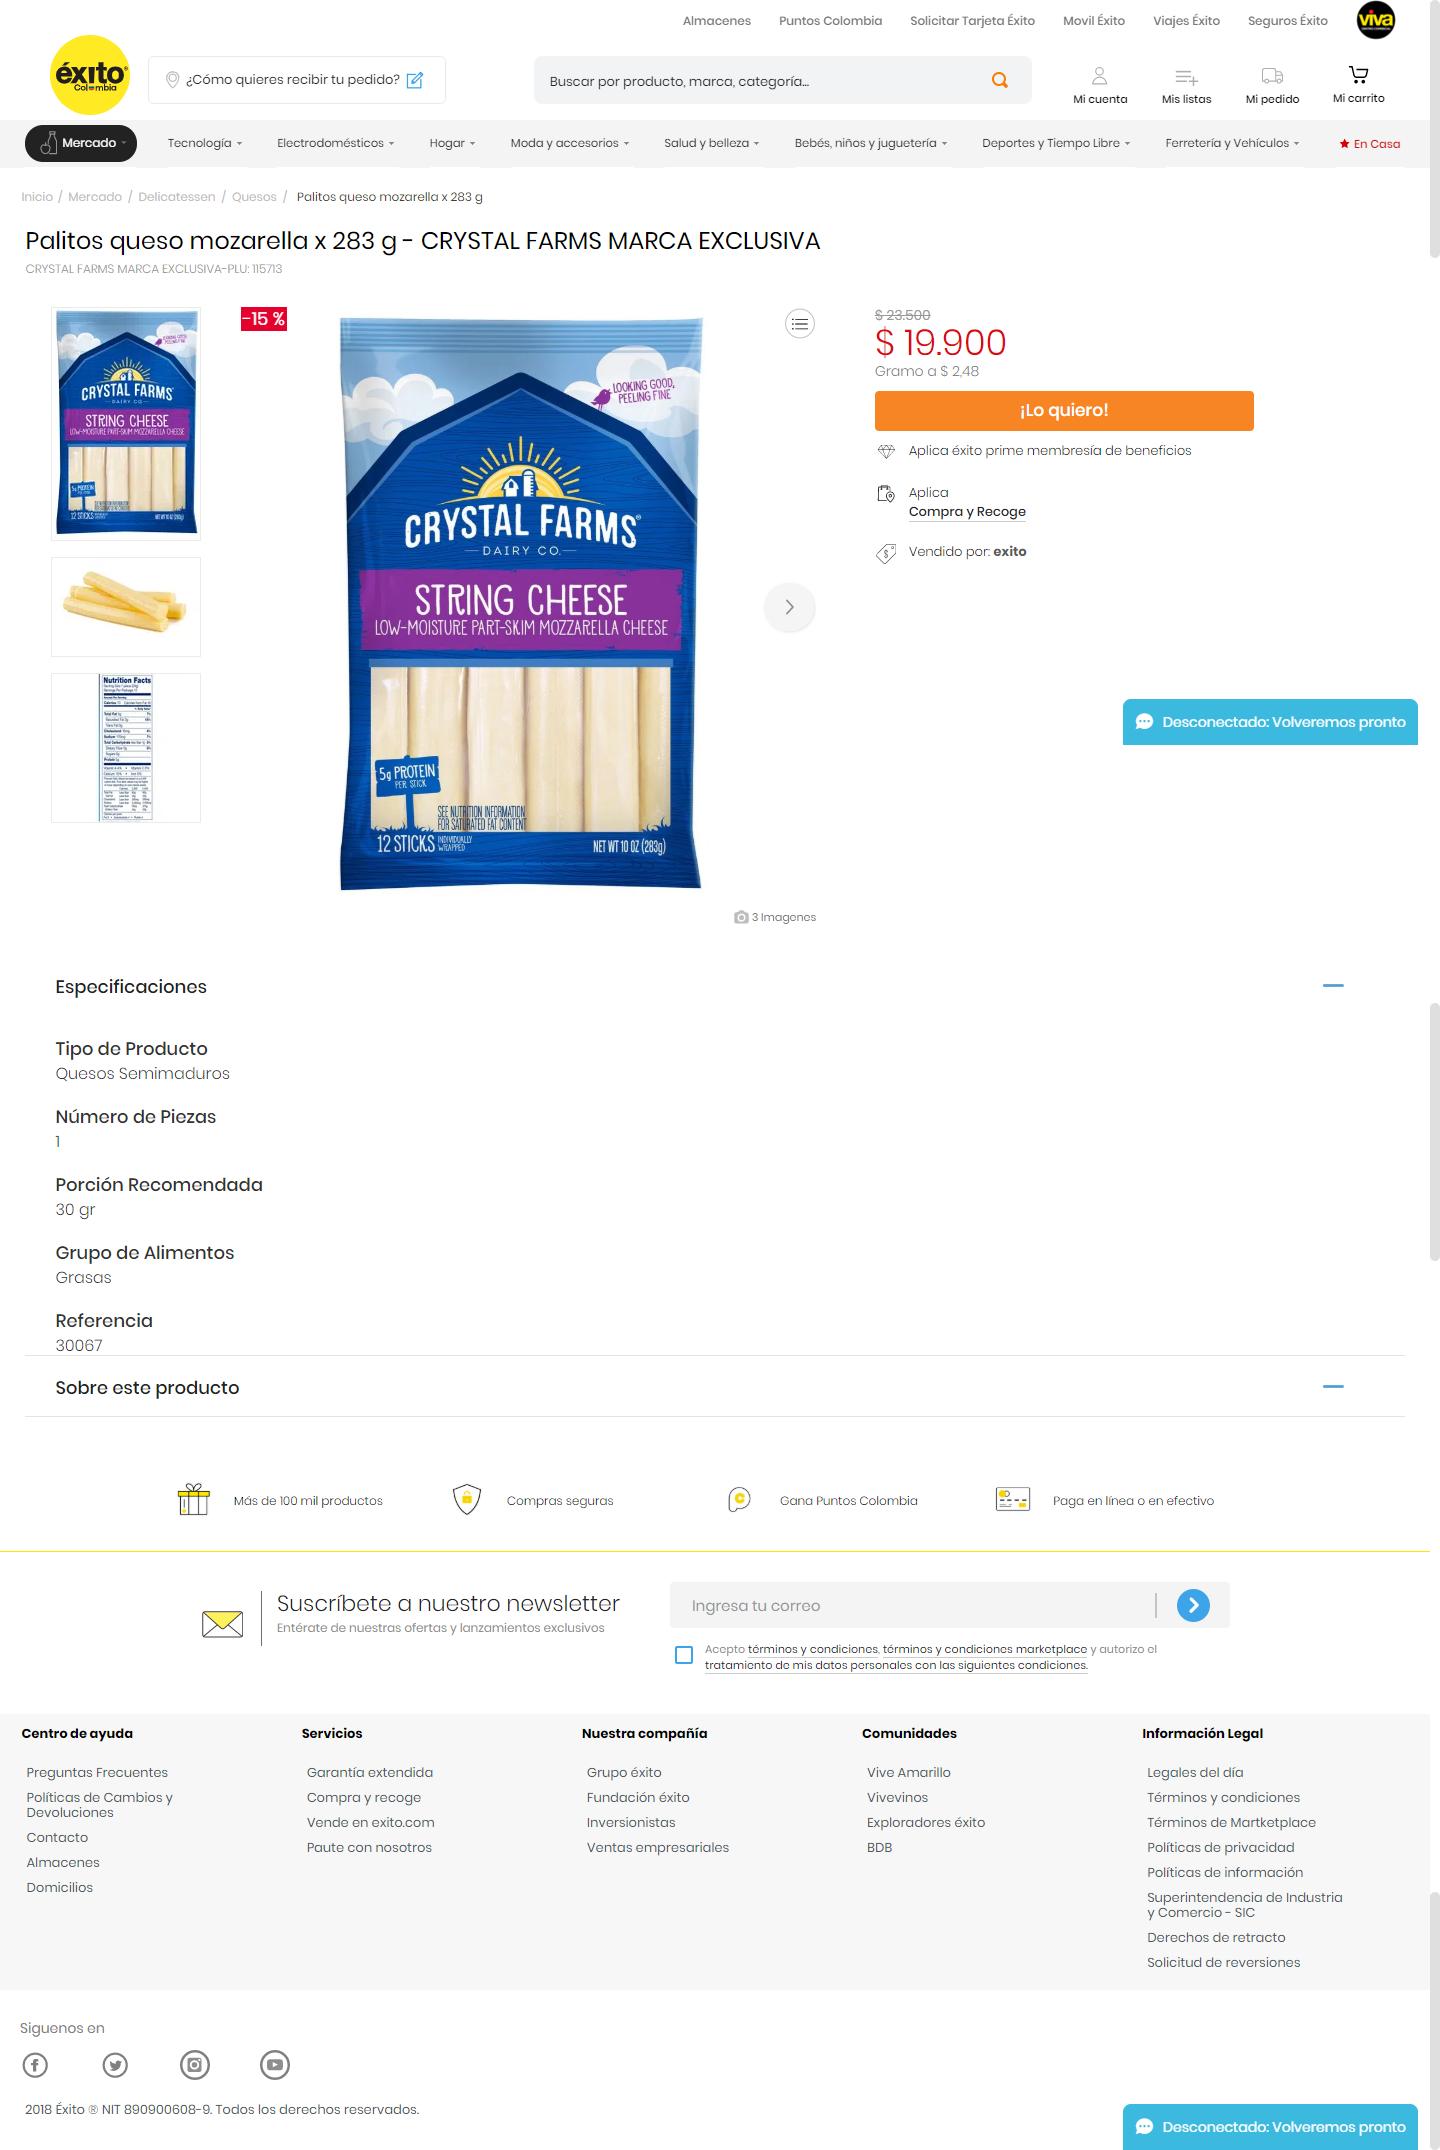 Almacenes Puntos Colombia Solicitar Tarjeta Éxito Movil Éxito Viajes Éxito Seguros Éxito viva
éxito
Colombia
¿Cómo quieres recibir tu pedido?
Buscar por producto, marca, categoría...
Mi cuenta Mis listas Mi pedido Mi carrito
Mercado Tecnología Electrodomésticos Hogar Moda y accesorios Salud y belleza Bebés, niños y juguetería Deportes y Tiempo Libre Ferretería y Vehículos En Casa
Inicio / Mercado / Delicatessen / Quesos / Palitos queso mozarella x 283 g
Palitos queso mozarella x 283 g - CRYSTAL FARMS MARCA EXCLUSIVA
CRYSTAL FARMS MARCA EXCLUSIVA-PLU: 115713
-15 %
CRYSTAL FARMS
DAIRY CO.
STRING CHEESE
LOW-MOISTURE PART-SKIM MOZZARELLA CHEESE
12 STICKS
Nutrition Facts
LOOKING GOOD,
PEELING FINE
CRYSTAL FARMS
DAIRY CO.
STRING CHEESE
LOW-MOISTURE PART-SKIM MOZZARELLA CHEESE
5g PROTEIN
PER STICK
SEE NUTRITION INFORMATION
FOR SATURATED FAT CONTENT
12 STICKS INDIVIDUALLY WRAPPED
NET WT 10 OZ (283g)
3 Imagenes
$ 23.500
$ 19.900
Gramo a $ 2,48
¡Lo quiero!
Aplica éxito prime membresía de beneficios
Aplica
Compra y Recoge
Vendido por: exito
Desconectado: Volveremos pronto
Especificaciones
Tipo de Producto
Quesos Semimaduros
Número de Piezas
1
Porción Recomendada
30 gr
Grupo de Alimentos
Grasas
Referencia
30067
Sobre este producto
Más de 100 mil productos Compras seguras Gana Puntos Colombia Paga en línea o en efectivo
Suscríbete a nuestro newsletter
Entérate de nuestras ofertas y lanzamientos exclusivos
Ingresa tu correo
Acepto términos y condiciones, términos y condiciones marketplace y autorizo el
tratamiento de mis datos personales con las siguientes condiciones.
Centro de ayuda
Preguntas Frecuentes
Políticas de Cambios y
Devoluciones
Contacto
Almacenes
Domicilios
Servicios
Garantía extendida
Compra y recoge
Vende en exito.com
Paute con nosotros
Nuestra compañía
Grupo éxito
Fundación éxito
Inversionistas
Ventas empresariales
Comunidades
Vive Amarillo
Vivevinos
Exploradores éxito
BDB
Información Legal
Legales del día
Términos y condiciones
Términos de Martketplace
Políticas de privacidad
Políticas de información
Superintendencia de Industria
y Comercio - SIC
Derechos de retracto
Solicitud de reversiones
Siguenos en
2018 Éxito ® NIT 890900608-9. Todos los derechos reservados.
Desconectado: Volveremos pronto